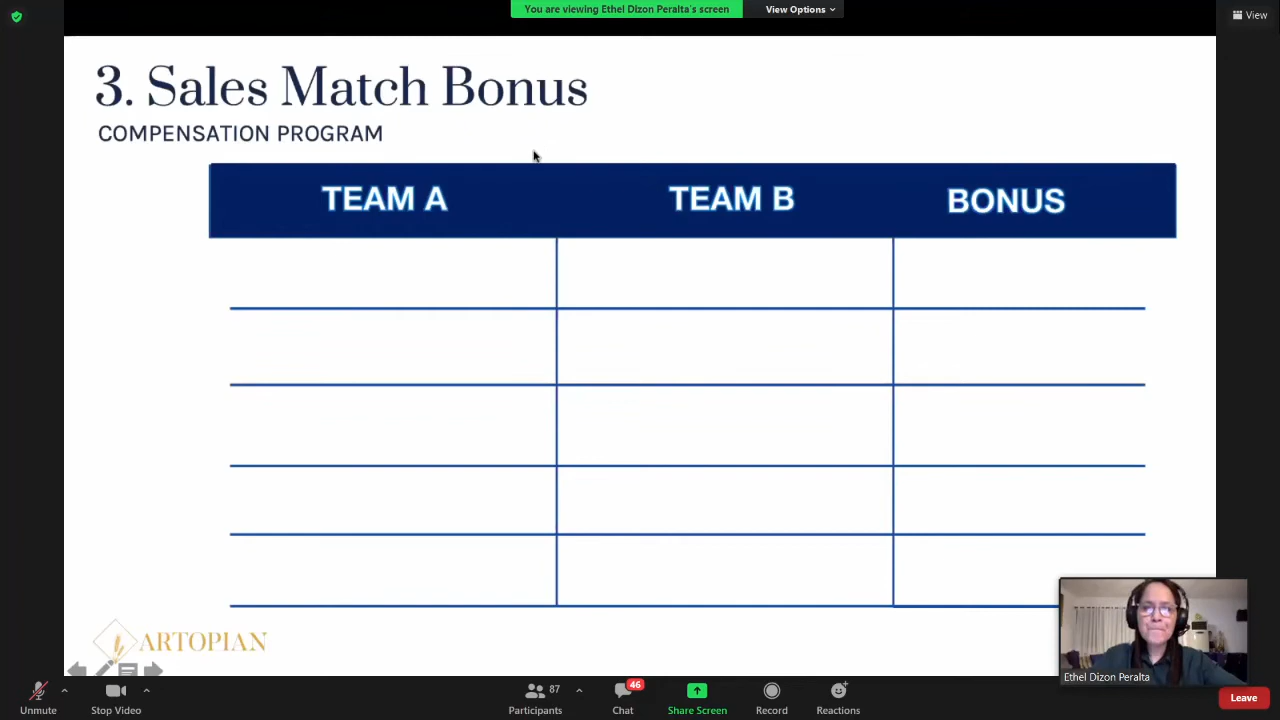 You are viewing Ethel Dizon Peralta's screen
View Options
View
3. Sales Match Bonus
COMPENSATION PROGRAM
TEAM A
TEAM B
BONUS
ARTOPIAN
Ethel Dizon Peralta
Unmute
Stop Video
87
Participants
46
Chat
Share Screen
Record
Reactions
Leave